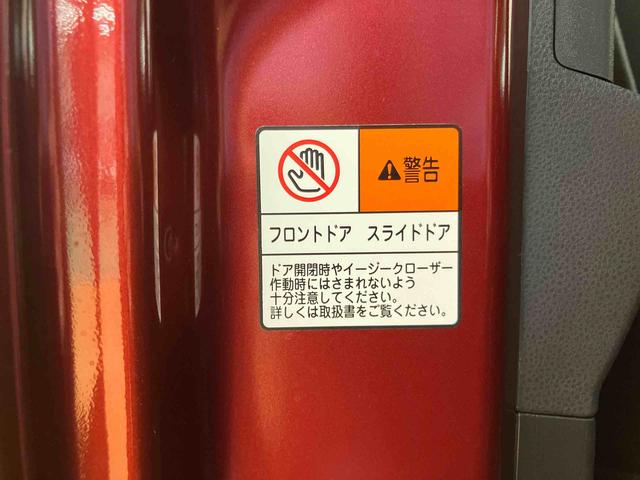 警告
フロントドア スライドドア
ドア開閉時やイージークローザー
作動時にはさまれないよう
十分注意してください。
詳しくは取扱書をご覧ください。